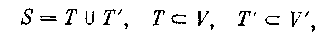 S = T ∪ T′, T ⊂ V, T′ ⊂ V′,